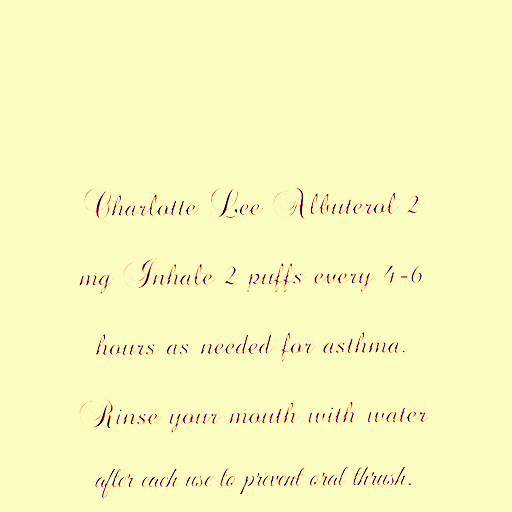 Charlotte Lee Albuterol 2
mg Inhale 2 puffs every 4-6
hours as needed for asthma.
Rinse your mouth with water
after each use to prevent oral thrush.